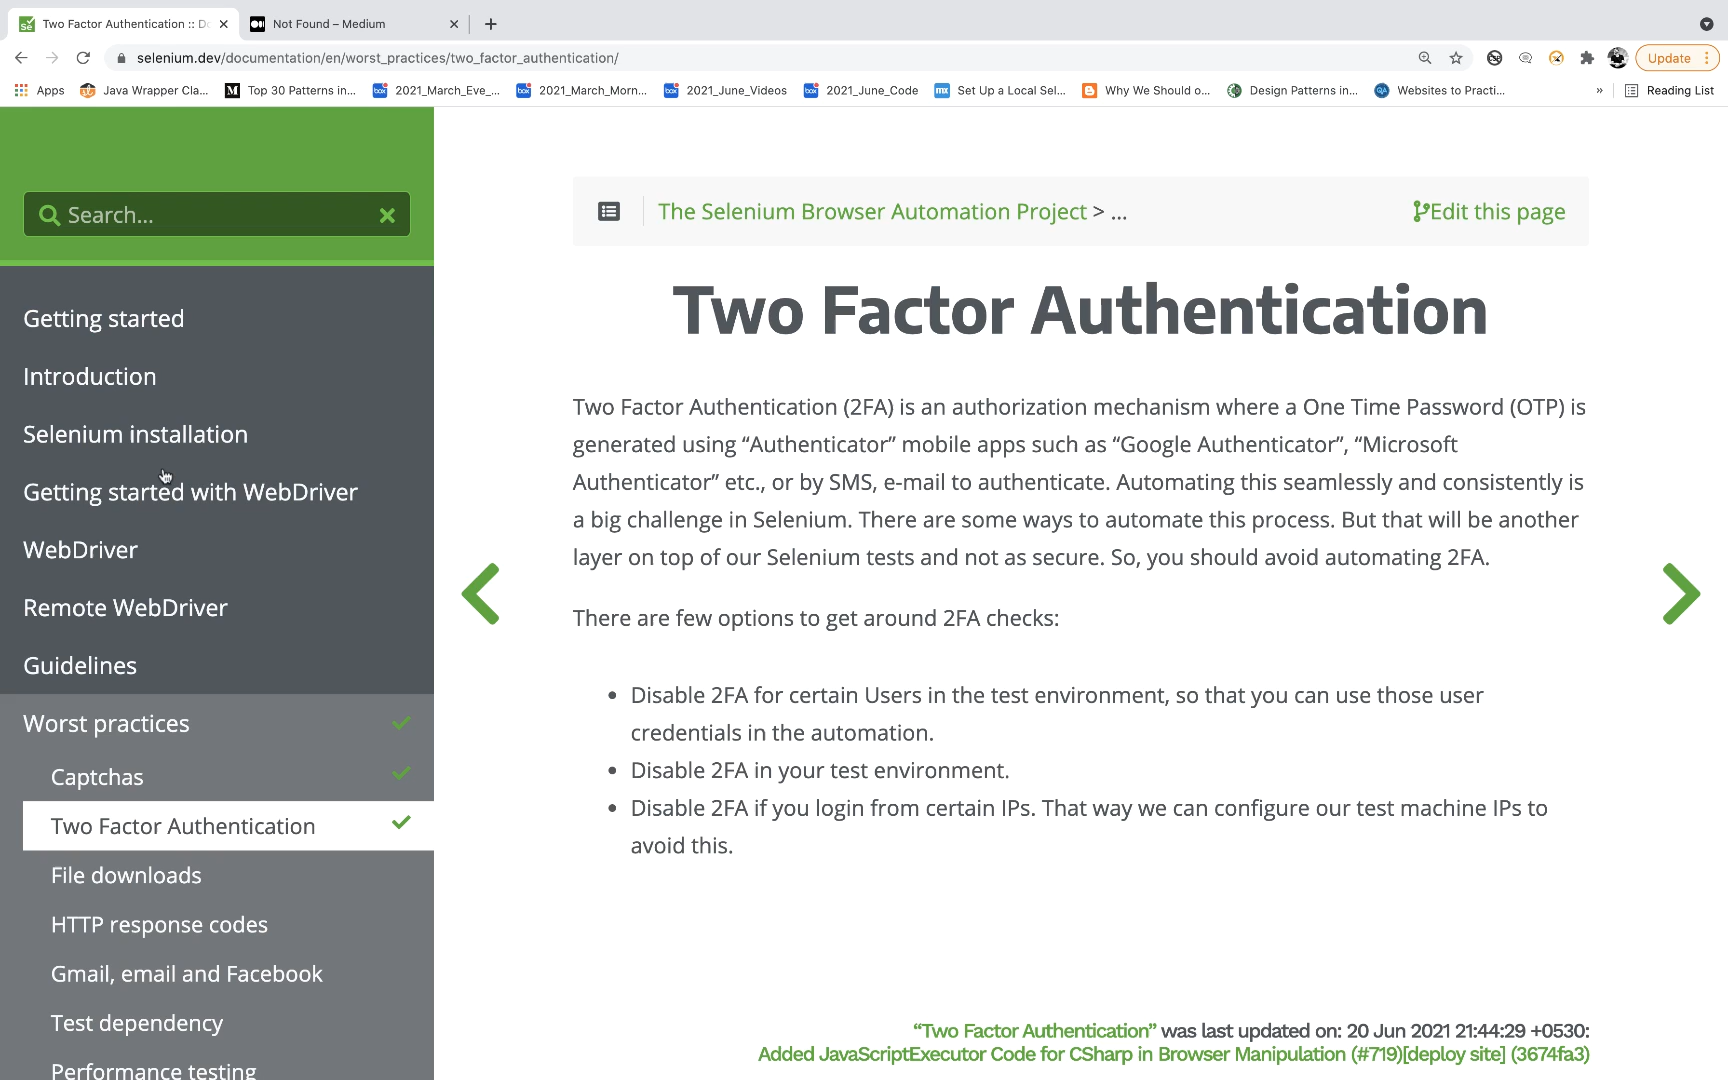 Two Factor Authentication :: Do
Not Found – Medium
selenium.dev/documentation/en/worst_practices/two_factor_authentication/
Update
Apps
Java Wrapper Cla...
Top 30 Patterns in...
2021_March_Eve_...
2021_March_Morn...
2021_June_Videos
2021_June_Code
Set Up a Local Sel...
Why We Should o...
Design Patterns in...
Websites to Practi...
»
Reading List
Search...
Getting started
Introduction
Selenium installation
Getting started with WebDriver
WebDriver
Remote WebDriver
Guidelines
Worst practices
Captchas
Two Factor Authentication
File downloads
HTTP response codes
Gmail, email and Facebook
Test dependency
Performance testing
The Selenium Browser Automation Project > ...
Edit this page
Two Factor Authentication
Two Factor Authentication (2FA) is an authorization mechanism where a One Time Password (OTP) is
generated using “Authenticator” mobile apps such as “Google Authenticator”, “Microsoft
Authenticator” etc., or by SMS, e-mail to authenticate. Automating this seamlessly and consistently is
a big challenge in Selenium. There are some ways to automate this process. But that will be another
layer on top of our Selenium tests and not as secure. So, you should avoid automating 2FA.
There are few options to get around 2FA checks:
• Disable 2FA for certain Users in the test environment, so that you can use those user
credentials in the automation.
• Disable 2FA in your test environment.
• Disable 2FA if you login from certain IPs. That way we can configure our test machine IPs to
avoid this.
“Two Factor Authentication” was last updated on: 20 Jun 2021 21:44:29 +0530:
Added JavaScriptExecutor Code for CSharp in Browser Manipulation (#719)[deploy site] (3674fa3)